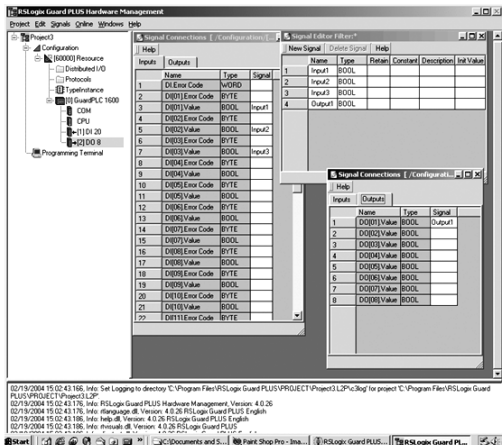 RSLogix Guard PLUS Hardware Management
Project Edit Signals Online Windows Help
Project3
Configuration
[60000] Resource
Distributed I/O
Protocols
TypeInstance
[0] GuardPLC 1600
COM
CPU
[1] DI 20
[2] DO 8
Programming Terminal
Signal Connections [ /Configuration/[
Help
Inputs Outputs
Name Type Signal
1 DI.Error Code WORD
2 DI[01].Error Code BYTE
3 DI[01].Value BOOL Input1
4 DI[02].Error Code BYTE
5 DI[02].Value BOOL Input2
6 DI[03].Error Code BYTE
7 DI[03].Value BOOL Input3
8 DI[04].Error Code BYTE
9 DI[04].Value BOOL
10 DI[05].Error Code BYTE
11 DI[05].Value BOOL
12 DI[06].Error Code BYTE
13 DI[06].Value BOOL
14 DI[07].Error Code BYTE
15 DI[07].Value BOOL
16 DI[08].Error Code BYTE
17 DI[08].Value BOOL
18 DI[09].Error Code BYTE
19 DI[09].Value BOOL
20 DI[10].Error Code BYTE
21 DI[10].Value BOOL
22 DI[11].Error Code BYTE
Signal Editor Filter:*
New Signal Delete Signal Help
Name Type Retain Constant Description Init Value
1 Input1 BOOL
2 Input2 BOOL
3 Input3 BOOL
4 Output1 BOOL
Signal Connections [ /Configurati...
Help
Inputs Outputs
Name Type Signal
1 DO[01].Value BOOL Output1
2 DO[02].Value BOOL
3 DO[03].Value BOOL
4 DO[04].Value BOOL
5 DO[05].Value BOOL
6 DO[06].Value BOOL
7 DO[07].Value BOOL
8 DO[08].Value BOOL
02/19/2004 15:02:43.166, Info: Set Logging to directory 'C:\Program Files\RSLogix Guard PLUS\PROJECT\Project3.L2P\c3log' for project 'C:\Program Files\RSLogix Guard
PLUS\PROJECT\Project3.L2P'
02/19/2004 15:02:43.176, Info: RSLogix Guard PLUS Hardware Management, Version: 4.0.26
02/19/2004 15:02:43.176, Info: rtlanguage.dll, Version: 4.0.26 RSLogix Guard PLUS English
02/19/2004 15:02:43.186, Info: help.dll, Version: 4.0.26 RSLogix Guard PLUS English
02/19/2004 15:02:43.186, Info: rtvisuals.dll, Version: 4.0.26 RSLogix Guard PLUS
Start C:\Documents and S... Paint Shop Pro - Ima... RSLogix Guard PLUS... RSLogix Guard Pl...